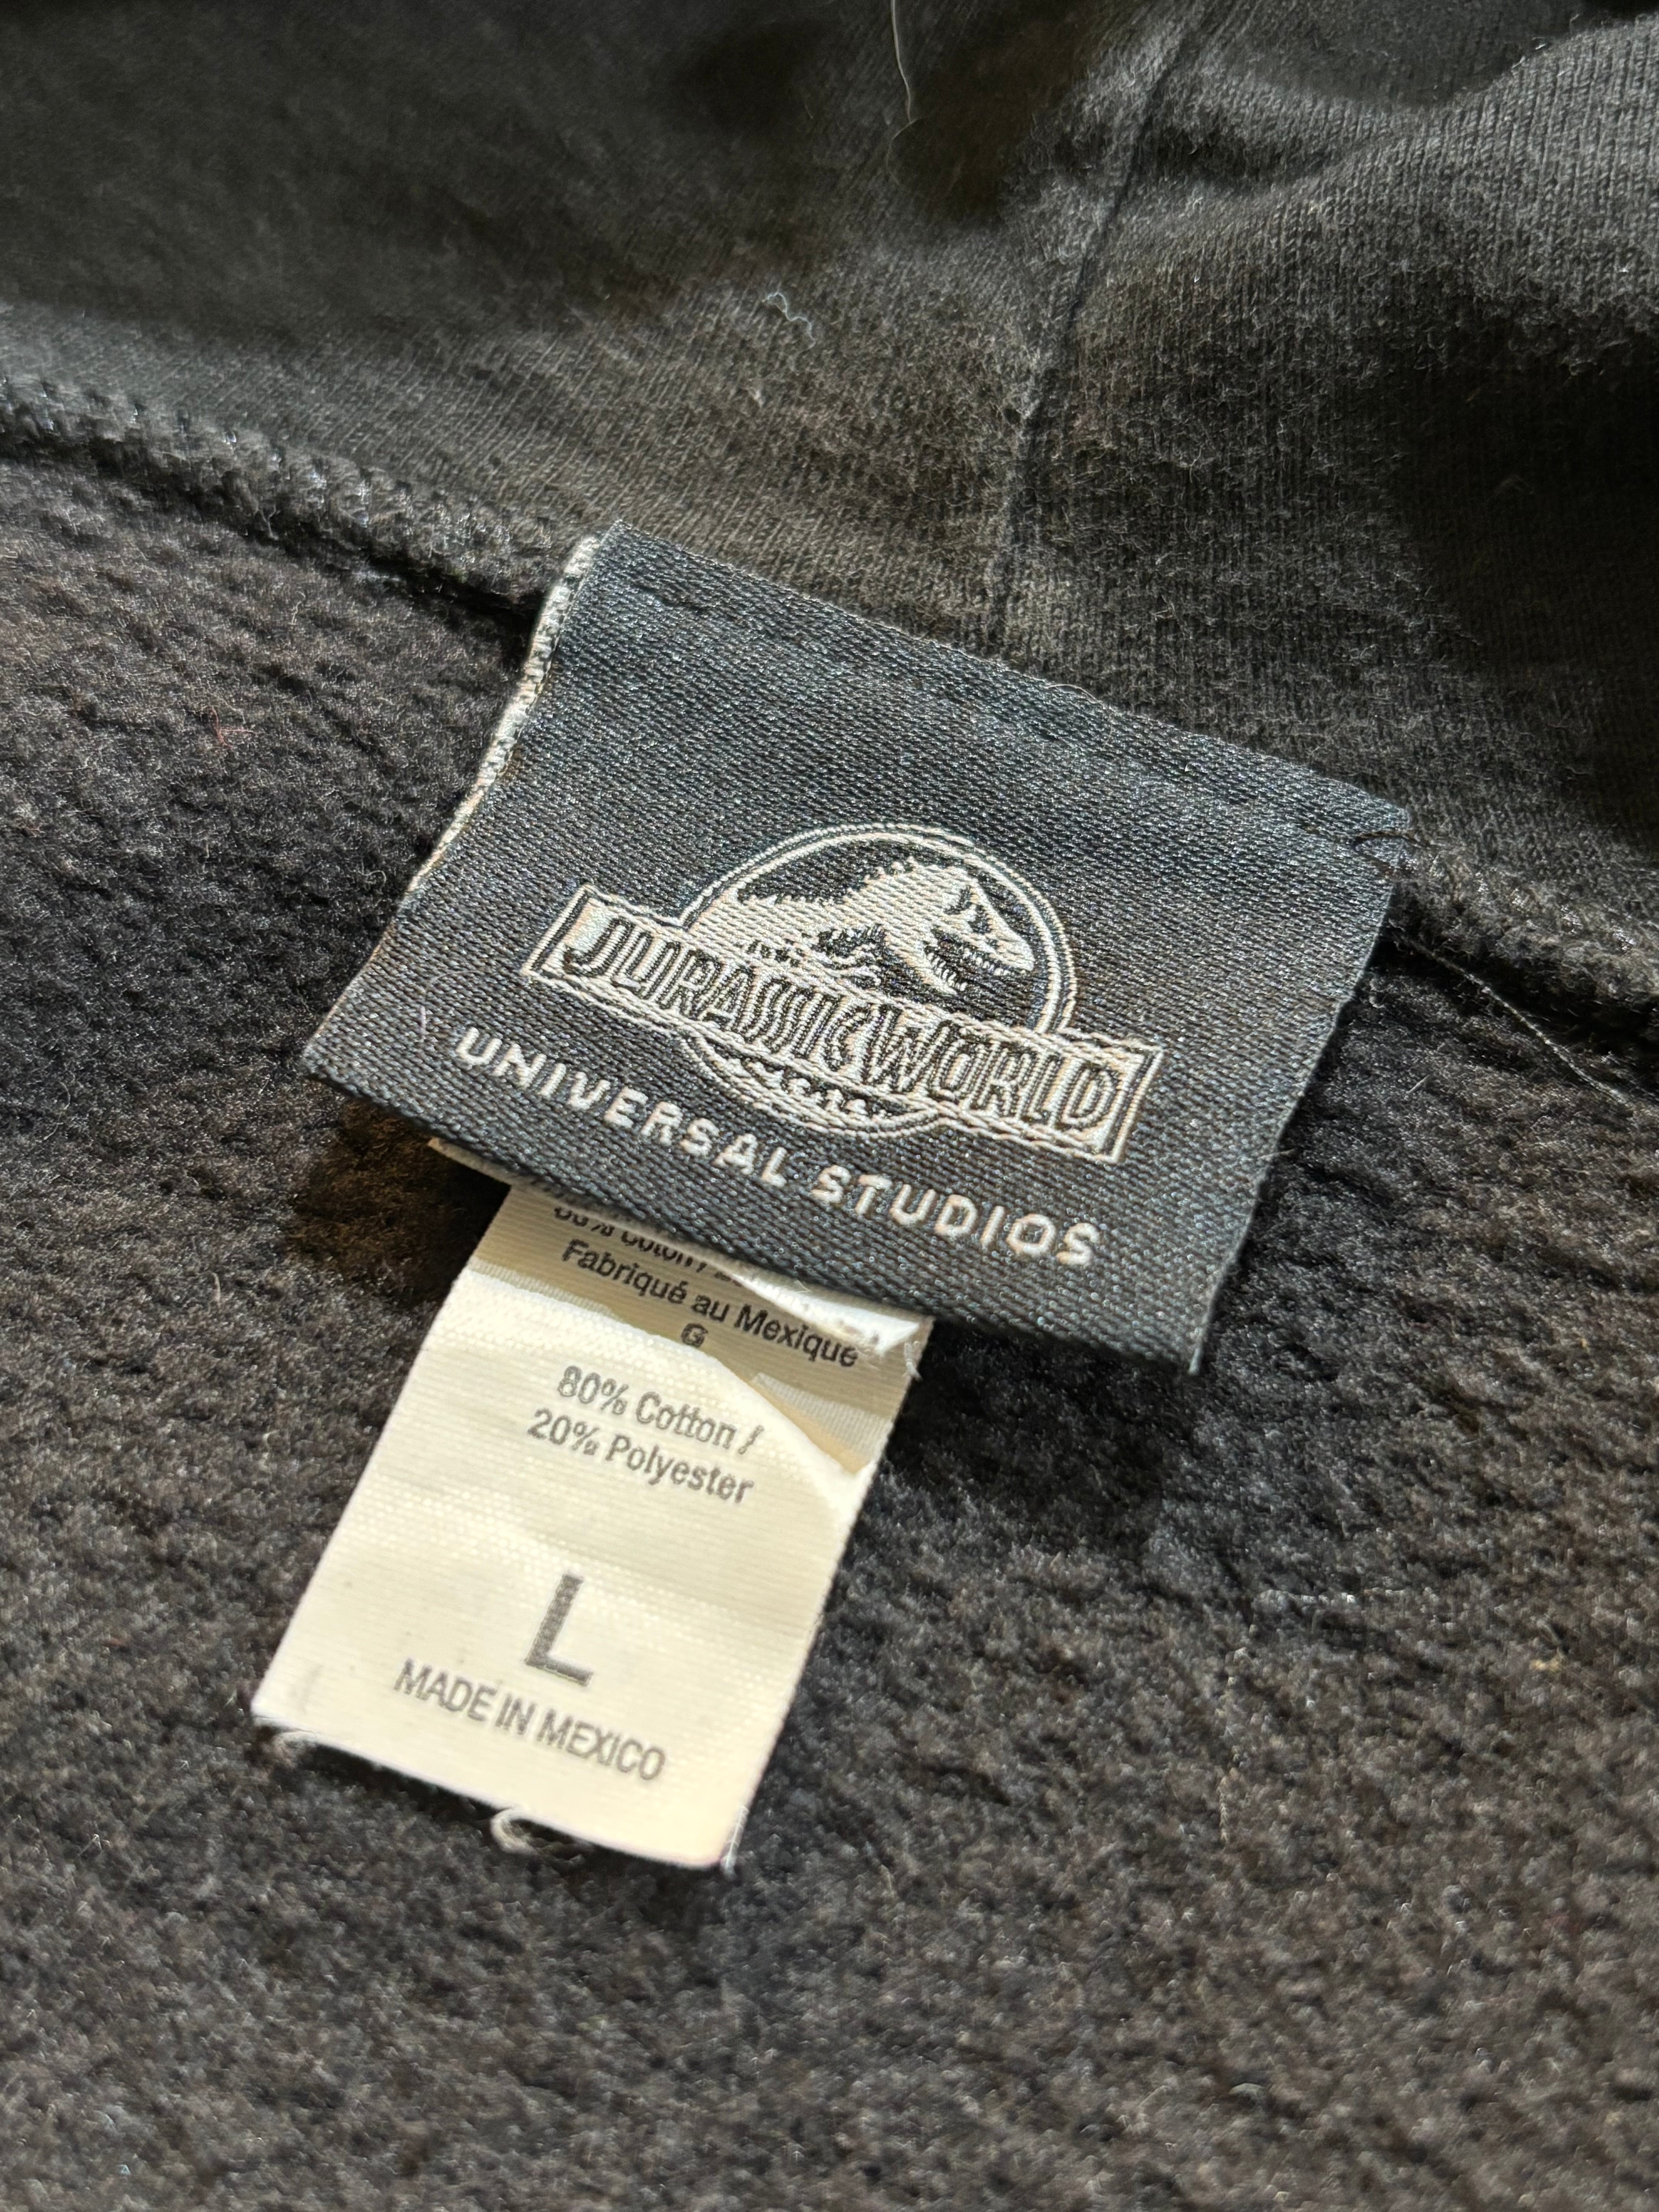 JURASSIC WORLD
UNIVERSAL STUDIOS
Fabriqué au Mexique
G
80% Cotton /
20% Polyester
L
MADE IN MEXICO